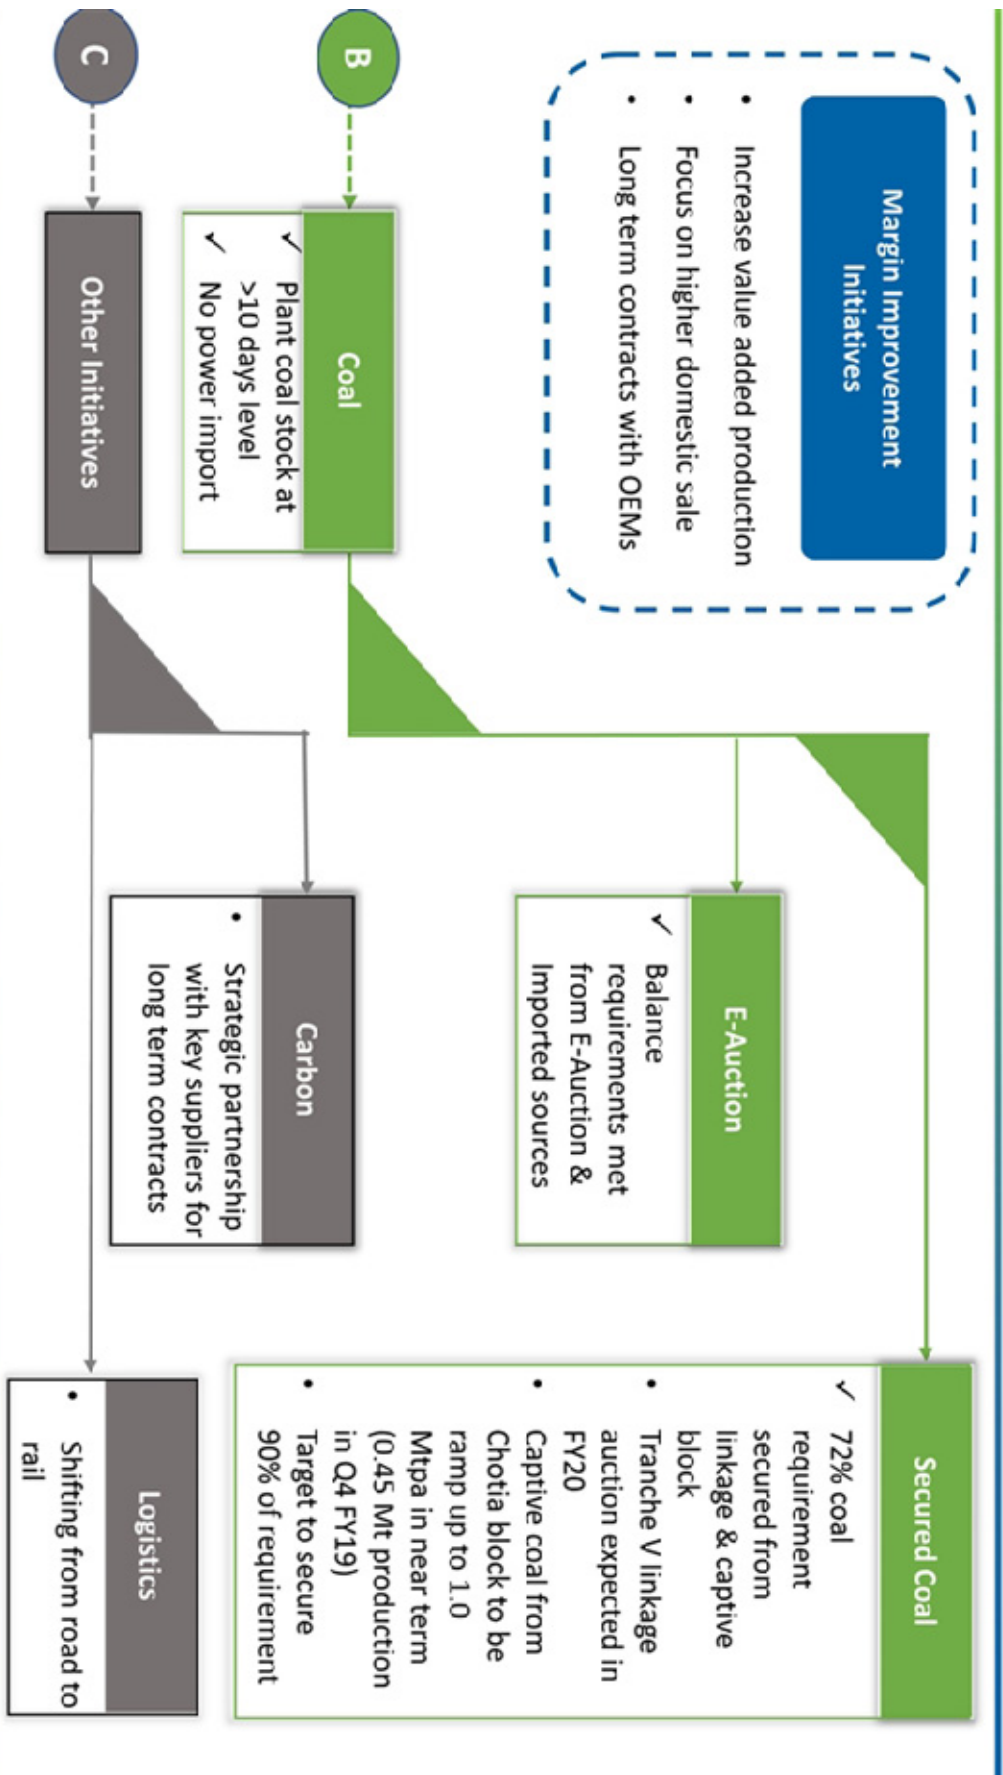 Margin Improvement
Initiatives
• Increase value added production
• Focus on higher domestic sale
• Long term contracts with OEMs
B
Coal
✓ Plant coal stock at
>10 days level
✓ No power import
E-Auction
✓ Balance
requirements met
from E-Auction &
Imported sources
Secured Coal
✓ 72% coal
requirement
secured from
linkage & captive
block
• Tranche V linkage
auction expected in
FY20
• Captive coal from
Chotia block to be
ramp up to 1.0
Mtpa in near term
(0.45 Mt production
in Q4 FY19)
• Target to secure
90% of requirement
C
Other Initiatives
Carbon
• Strategic partnership
with key suppliers for
long term contracts
Logistics
• Shifting from road to
rail